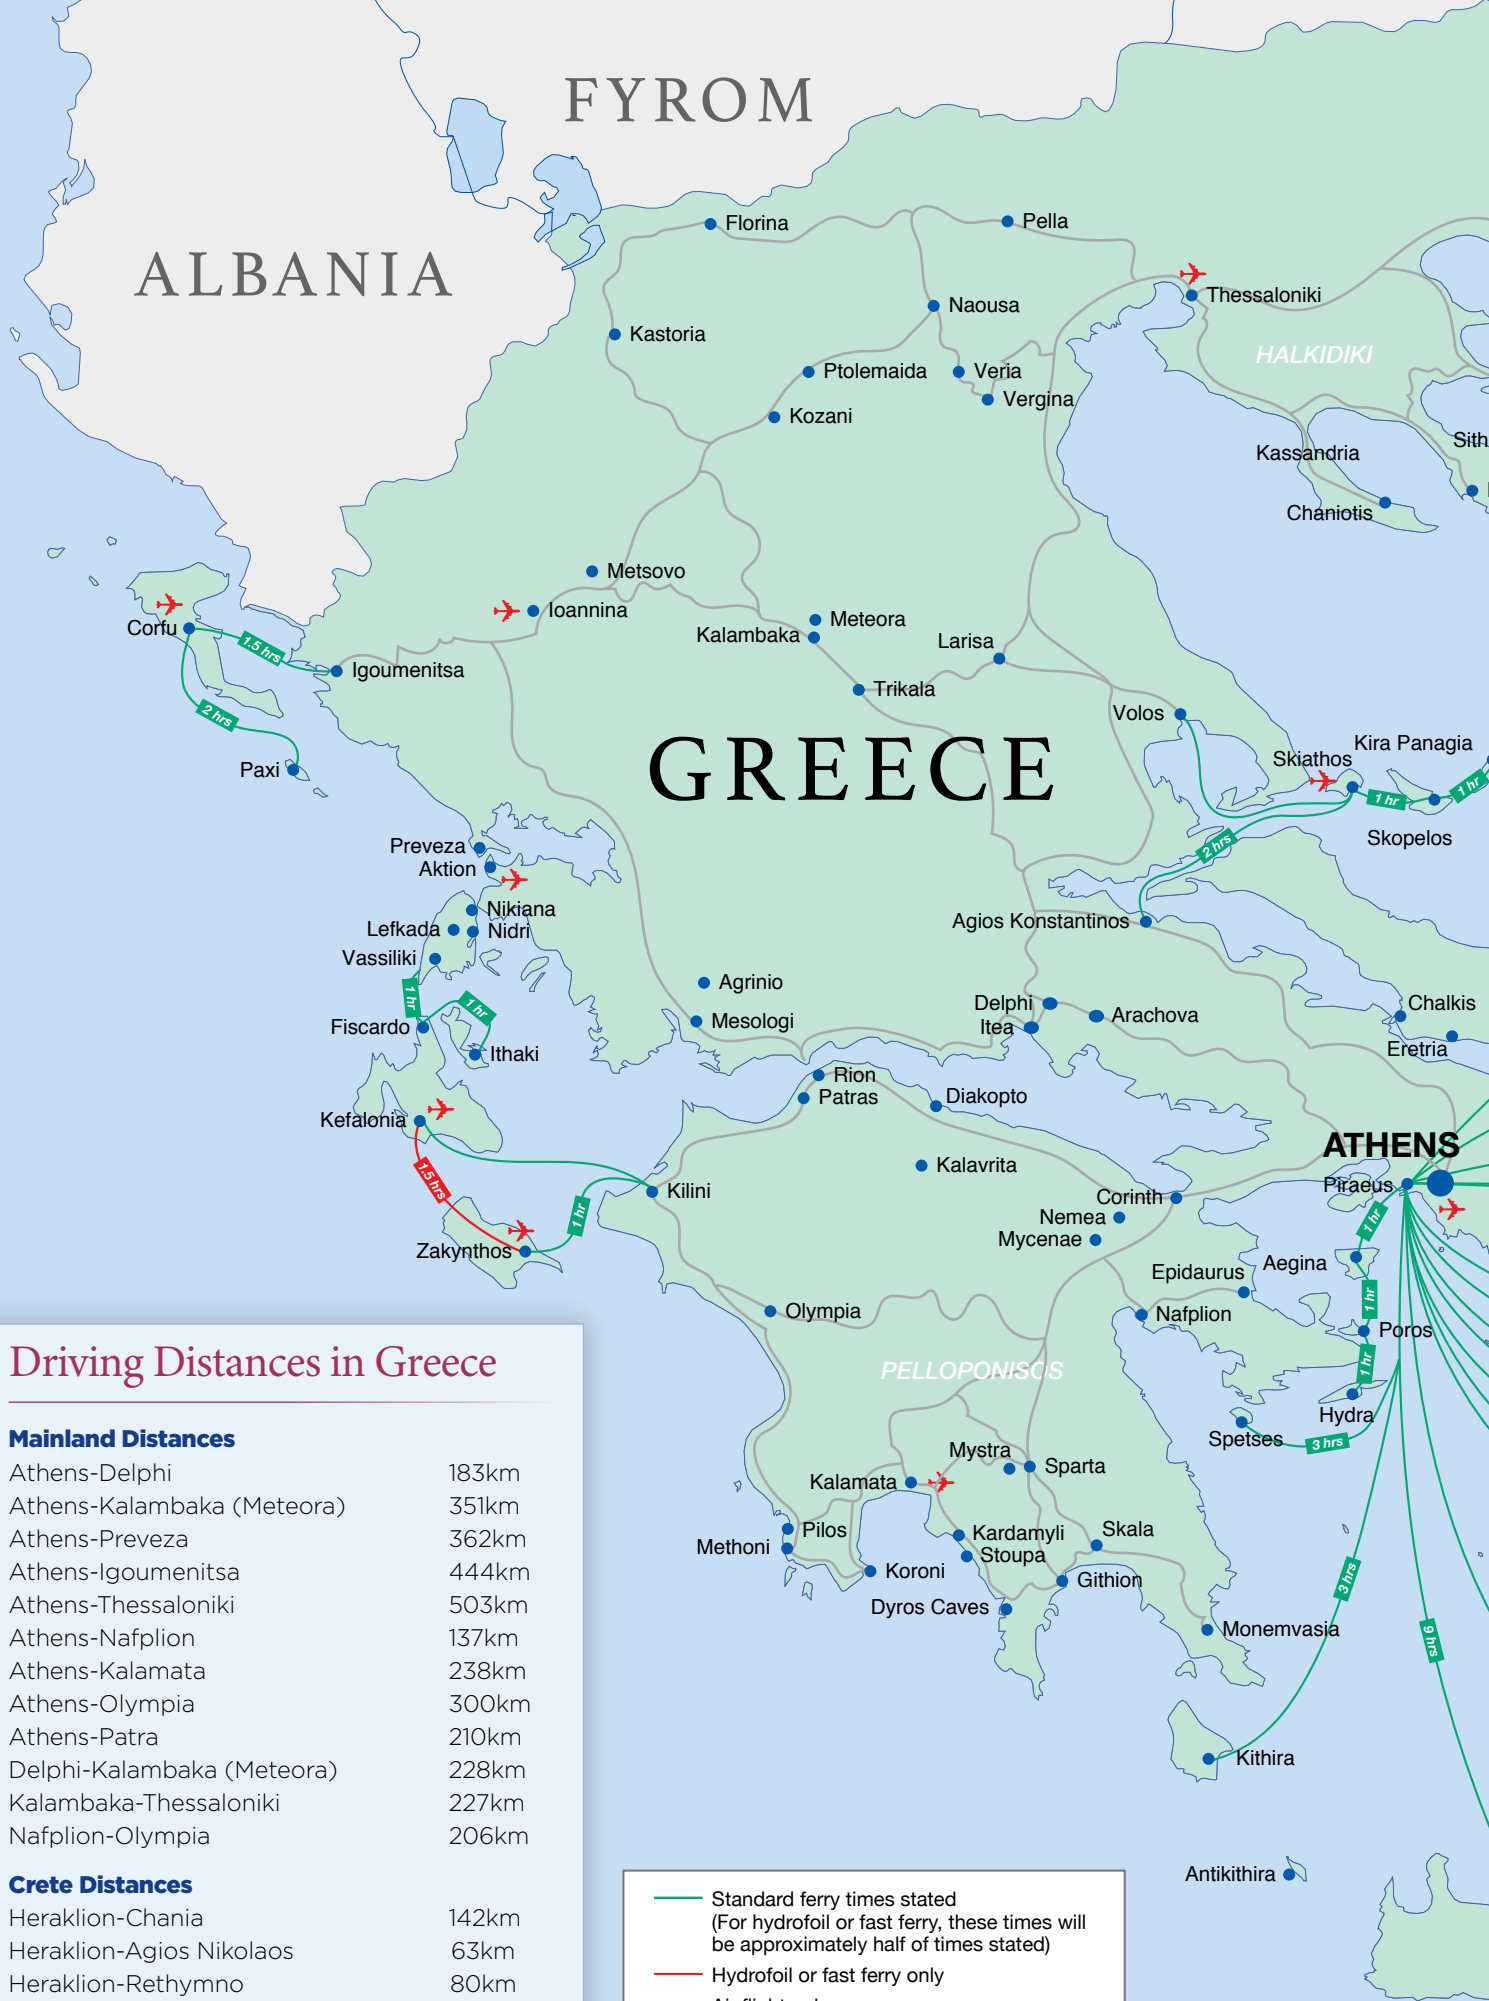 FYROM
ALBANIA
Florina
Pella
Thessaloniki
Naousa
Kastoria
HALKIDIKI
Ptolemaida
Veria
Vergina
Kozani
Kassandria
Sith
Chaniotis
Metsovo
Ioannina
Meteora
Corfu
Kalambaka
Larisa
1.5 hrs
Igoumenitsa
Trikala
2 hrs
Volos
GREECE
Kira Panagia
Skiathos
Paxi
1 hr
1 hr
Skopelos
2 hrs
Preveza
Aktion
Nikiana
Lefkada
Nidri
Agios Konstantinos
Vassiliki
1 hr
1 hr
Agrinio
Delphi
Chalkis
Fiscardo
Mesologi
Itea
Arachova
Ithaki
Eretria
Rion
Patras
Diakopto
Kefalonia
ATHENS
Kalavrita
1.5 hrs
Kilini
Piraeus
Corinth
1 hr
Nemea
1 hr
Mycenae
Zakynthos
Aegina
Epidaurus
1 hr
Olympia
Nafplion
Poros
PELLOPONISOS
1 hr
Hydra
Spetses
3 hrs
Mystra
Sparta
Kalamata
Pilos
Kardamyli
Skala
Methoni
Stoupa
Koroni
Githion
3 hrs
Dyros Caves
Monemvasia
9 hrs
Kithira
Antikithira
Driving Distances in Greece
Mainland Distances
Athens-Delphi 183km
Athens-Kalambaka (Meteora) 351km
Athens-Preveza 362km
Athens-Igoumenitsa 444km
Athens-Thessaloniki 503km
Athens-Nafplion 137km
Athens-Kalamata 238km
Athens-Olympia 300km
Athens-Patra 210km
Delphi-Kalambaka (Meteora) 228km
Kalambaka-Thessaloniki 227km
Nafplion-Olympia 206km
Crete Distances
Heraklion-Chania 142km
Heraklion-Agios Nikolaos 63km
Heraklion-Rethymno 80km
Standard ferry times stated
(For hydrofoil or fast ferry, these times will
be approximately half of times stated)
Hydrofoil or fast ferry only